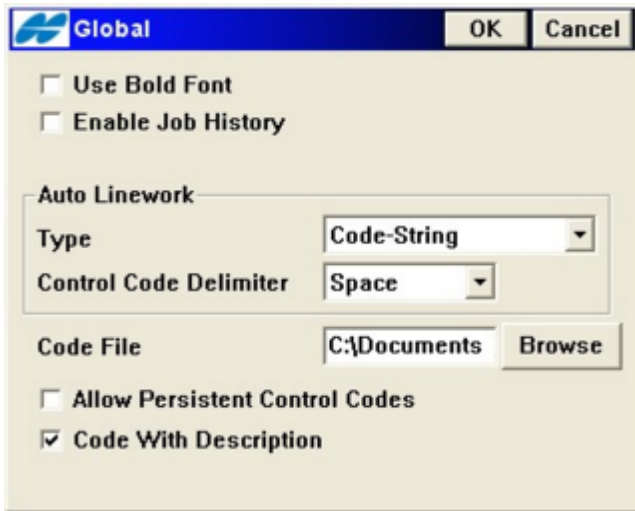 Global OK Cancel
Use Bold Font
Enable Job History
Auto Linework
Type Code-String
Control Code Delimiter Space
Code File C:\Documents Browse
Allow Persistent Control Codes
Code With Description